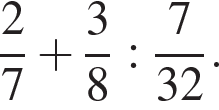 2/7 + 3/8 : 7/32.